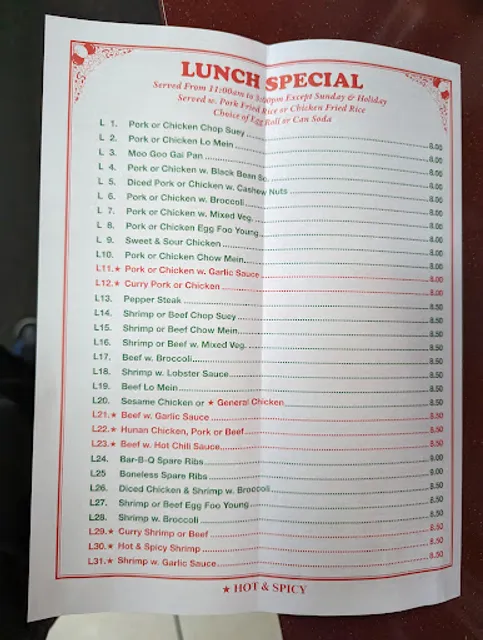 LUNCH SPECIAL
Served From 11:00am to 3:00pm Except Sunday & Holiday
Served w. Pork Fried Rice or Chicken Fried Rice
Choice of Egg Roll or Can Soda
L 1. Pork or Chicken Chop Suey 8.00
L 2. Pork or Chicken Lo Mein 8.00
L 3. Moo Goo Gai Pan 8.00
L 4. Pork or Chicken w. Black Bean Sc. 8.00
L 5. Diced Pork or Chicken w. Cashew Nuts 8.00
L 6. Pork or Chicken w. Broccoli 8.00
L 7. Pork or Chicken w. Mixed Veg. 8.00
L 8. Pork or Chicken Egg Foo Young 8.00
L 9. Sweet & Sour Chicken 8.00
L10. Pork or Chicken Chow Mein 8.00
L11.★ Pork or Chicken w. Garlic Sauce 8.00
L12.★ Curry Pork or Chicken 8.00
L13. Pepper Steak 8.50
L14. Shrimp or Beef Chop Suey 8.50
L15. Shrimp or Beef Chow Mein 8.50
L16. Shrimp or Beef w. Mixed Veg. 8.50
L17. Beef w. Broccoli 8.50
L18. Shrimp w. Lobster Sauce 8.50
L19. Beef Lo Mein 8.50
L20. Sesame Chicken or ★ General Chicken 8.50
L21.★ Beef w. Garlic Sauce 8.50
L22.★ Hunan Chicken, Pork or Beef 8.50
L23.★ Beef w. Hot Chili Sauce 8.50
L24. Bar-B-Q Spare Ribs 9.00
L25 Boneless Spare Ribs 9.00
L26. Diced Chicken & Shrimp w. Broccoli 8.50
L27. Shrimp or Beef Egg Foo Young 8.50
L28. Shrimp w. Broccoli 8.50
L29.★ Curry Shrimp or Beef 8.50
L30.★ Hot & Spicy Shrimp 8.50
L31.★ Shrimp w. Garlic Sauce 8.50
★ HOT & SPICY